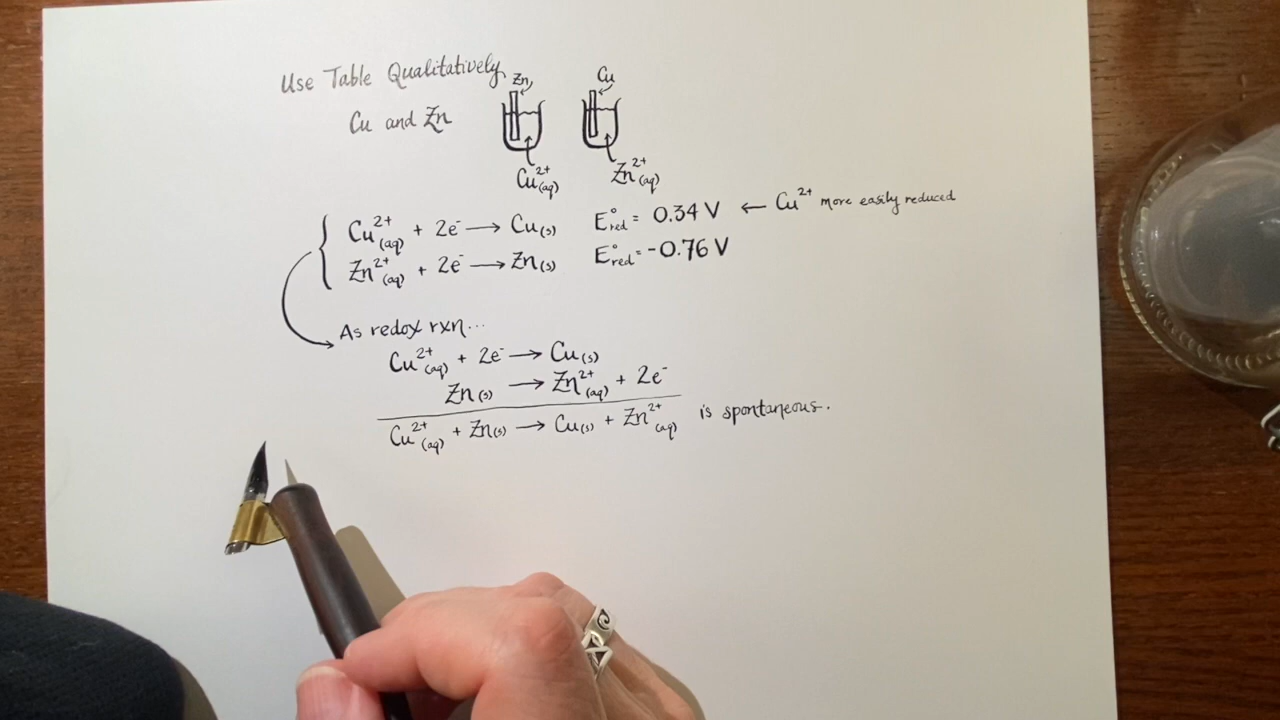 Use Table Qualitatively
Zn, Cu
Cu and Zn
Cu²⁺(aq) Zn²⁺(aq)
Cu²⁺(aq) + 2e⁻ → Cu(s) E°red = 0.34 V ← Cu²⁺ more easily reduced
Zn²⁺(aq) + 2e⁻ → Zn(s) E°red = -0.76 V
As redox rxn...
Cu²⁺(aq) + 2e⁻ → Cu(s)
Zn(s) → Zn²⁺(aq) + 2e⁻
Cu²⁺(aq) + Zn(s) → Cu(s) + Zn²⁺(aq) is spontaneous.